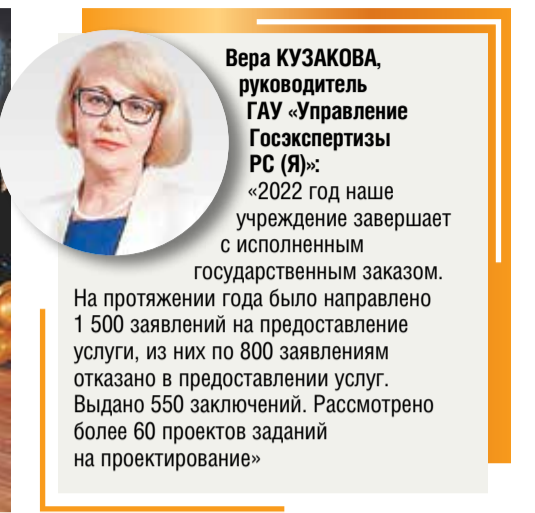 Вера КУЗАКОВА,
руководитель
ГАУ «Управление
Госэкспертизы
РС (Я)»:
«2022 год наше
учреждение завершает
с исполненным
государственным заказом.
На протяжении года было направлено
1 500 заявлений на предоставление
услуги, из них по 800 заявлениям
отказано в предоставлении услуг.
Выдано 550 заключений. Рассмотрено
более 60 проектов заданий
на проектирование»